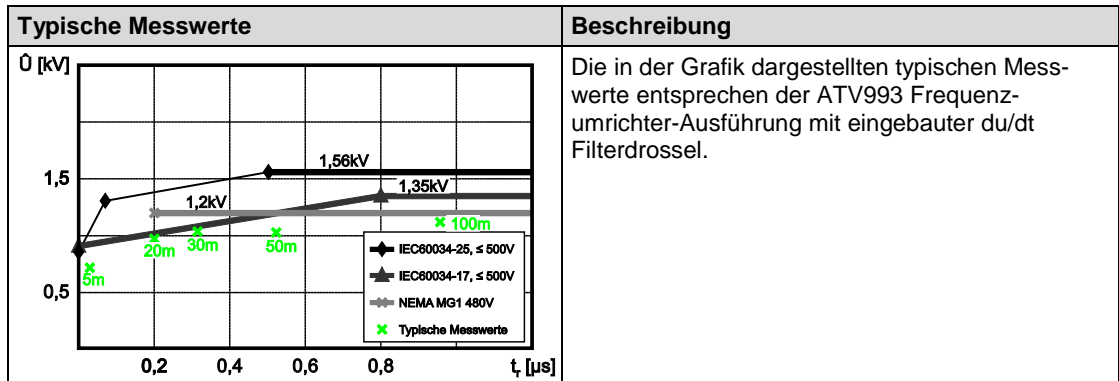 Typische Messwerte
Beschreibung
Û [kV]
1,5
0,5
1,56kV
1,35kV
1,2kV
5m
20m
30m
50m
100m
IEC60034-25, ≤ 500V
IEC60034-17, ≤ 500V
NEMA MG1 480V
Typische Messwerte
0,2
0,4
0,6
0,8
tr [µs]
Die in der Grafik dargestellten typischen Mess-
werte entsprechen der ATV993 Frequenz-
umrichter-Ausführung mit eingebauter du/dt
Filterdrossel.